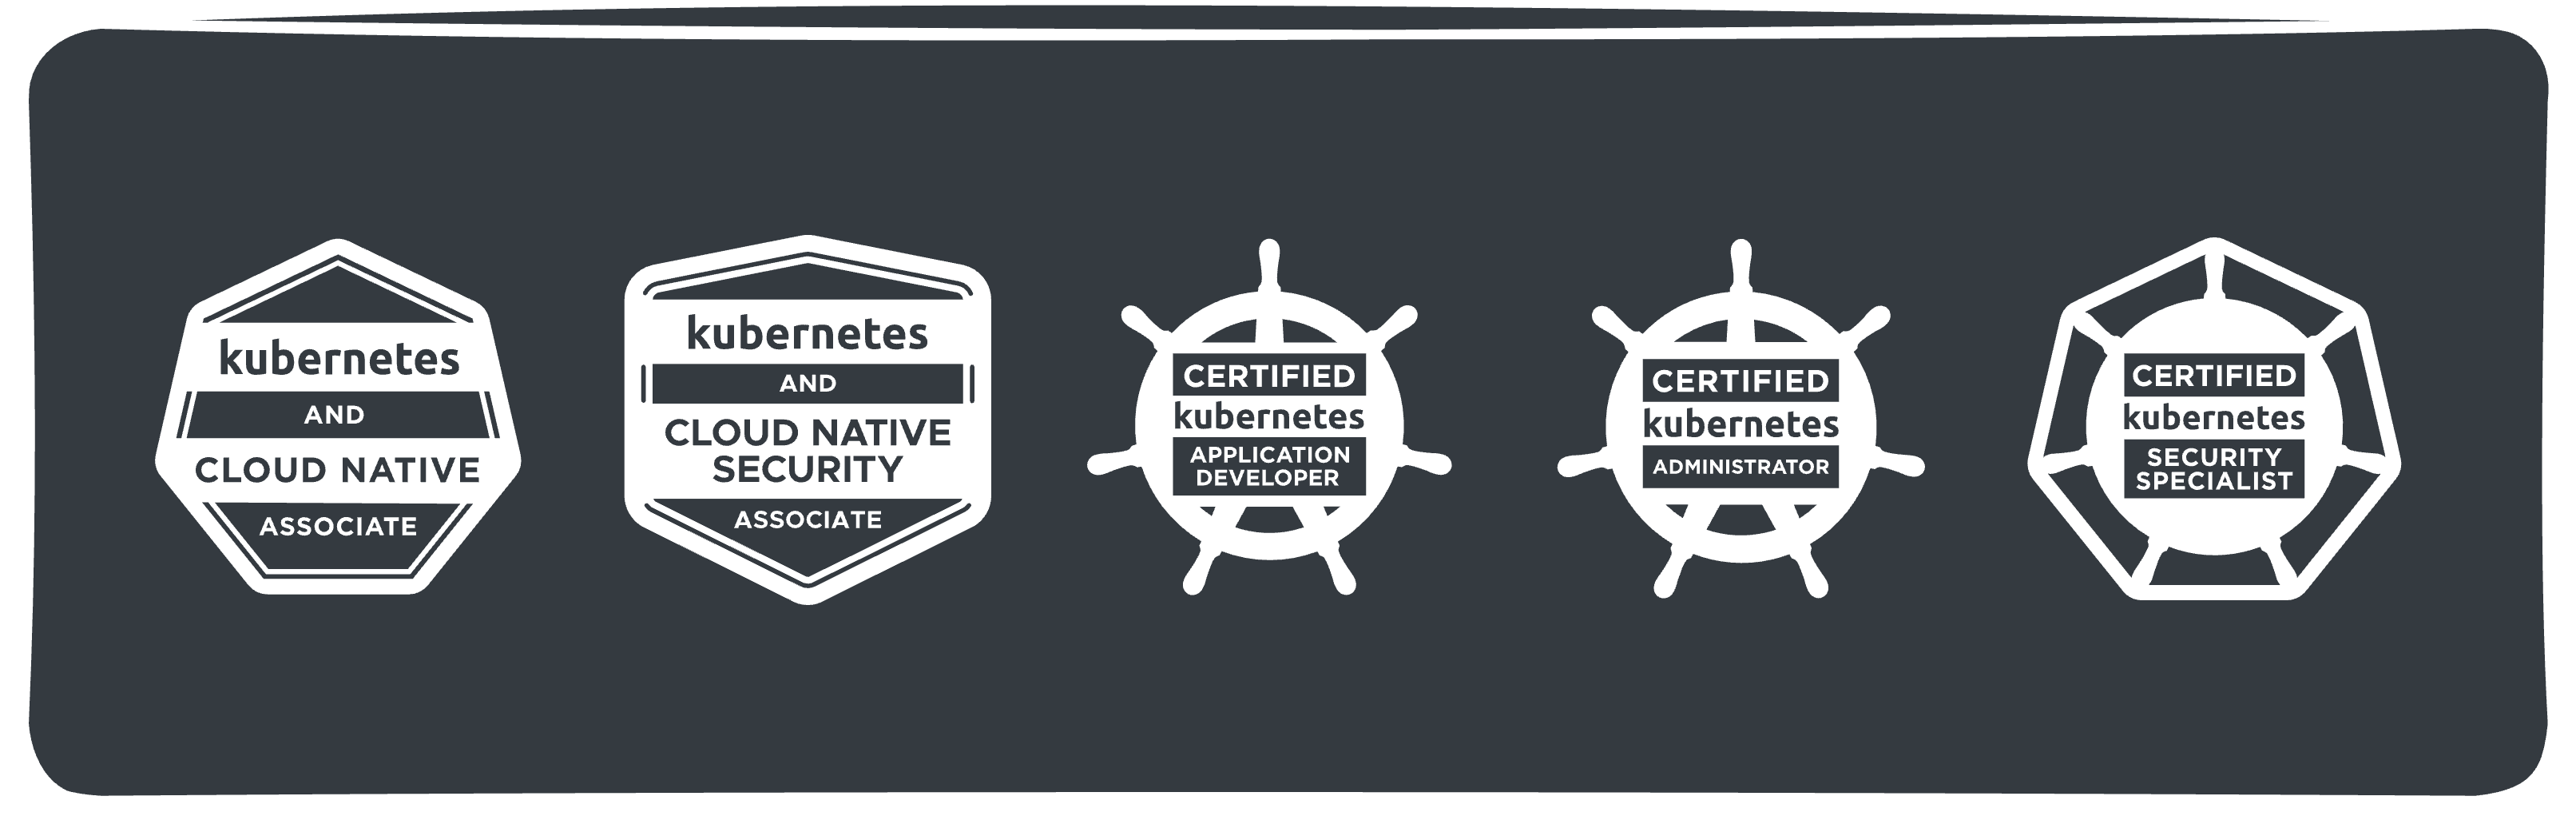 kubernetes
AND
CLOUD NATIVE
ASSOCIATE
kubernetes
AND
CLOUD NATIVE
SECURITY
ASSOCIATE
CERTIFIED
kubernetes
APPLICATION
DEVELOPER
CERTIFIED
kubernetes
ADMINISTRATOR
CERTIFIED
kubernetes
SECURITY
SPECIALIST